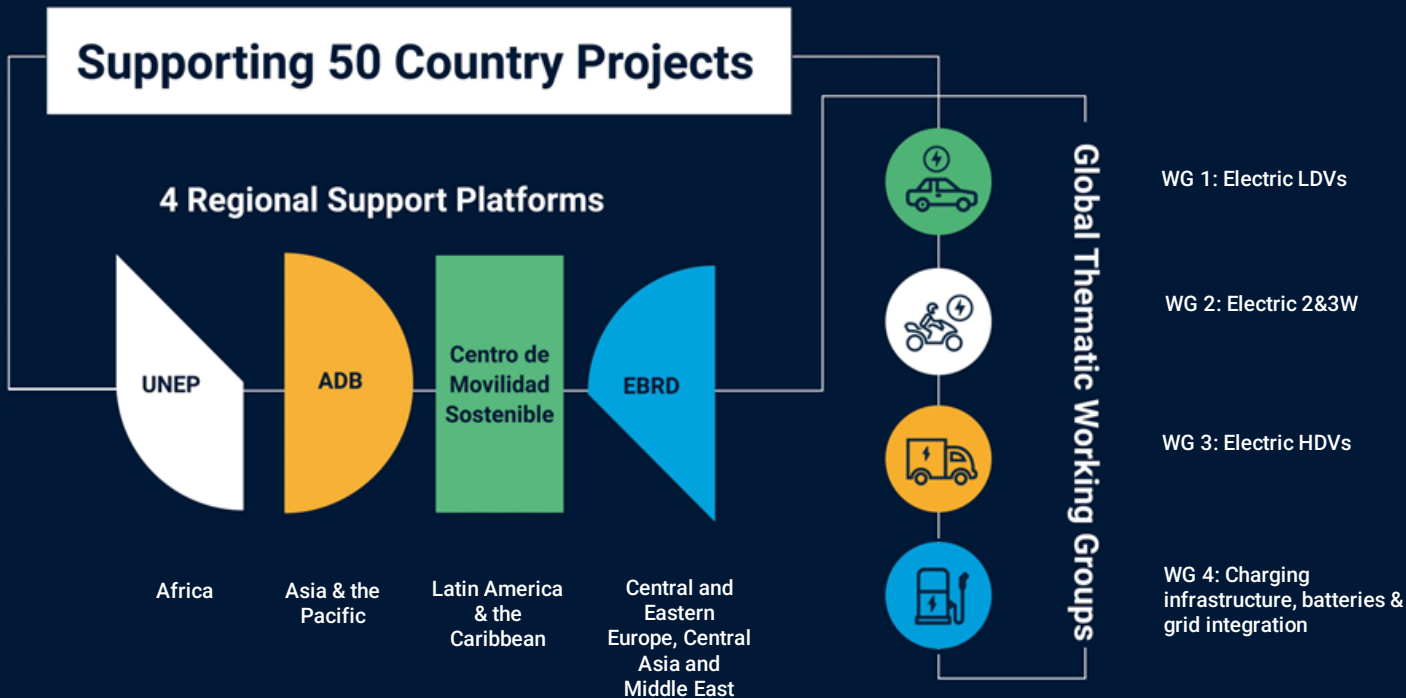 Supporting 50 Country Projects
4 Regional Support Platforms
UNEP
ADB
Centro de
Movilidad
Sostenible
EBRD
Africa
Asia & the
Pacific
Latin America
& the
Caribbean
Central and
Eastern
Europe, Central
Asia and
Middle East
Global Thematic Working Groups
WG 1: Electric LDVs
WG 2: Electric 2&3W
WG 3: Electric HDVs
WG 4: Charging
infrastructure, batteries &
grid integration